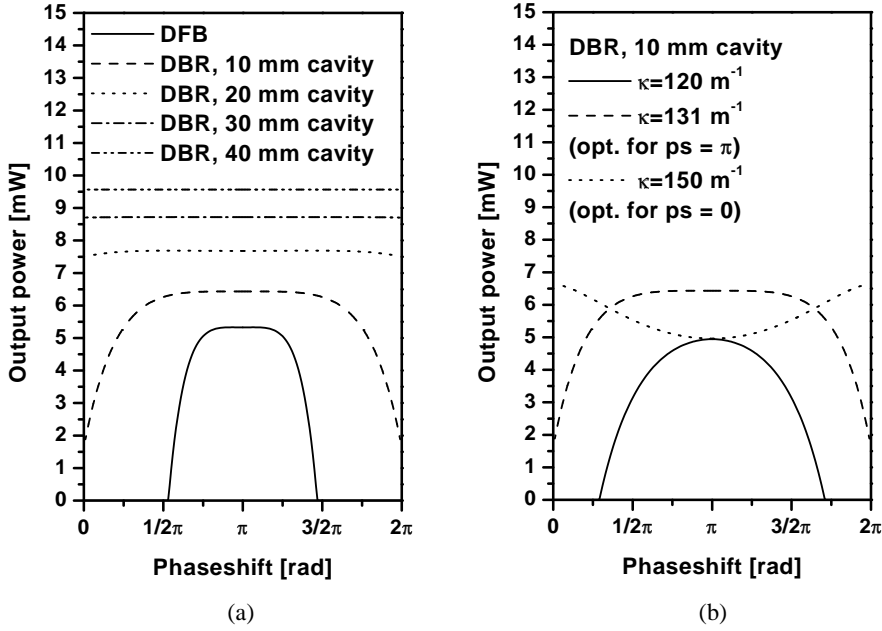 15
14
13
12
11
10
9
8
7
6
5
4
3
2
1
0
Output power [mW]
DFB
DBR, 10 mm cavity
DBR, 20 mm cavity
DBR, 30 mm cavity
DBR, 40 mm cavity
0 1/2π π 3/2π 2π
Phaseshift [rad]
(a)
15
14
13
12
11
10
9
8
7
6
5
4
3
2
1
0
Output power [mW]
DBR, 10 mm cavity
κ=120 m⁻¹
κ=131 m⁻¹
(opt. for ps = π)
κ=150 m⁻¹
(opt. for ps = 0)
0 1/2π π 3/2π 2π
Phaseshift [rad]
(b)